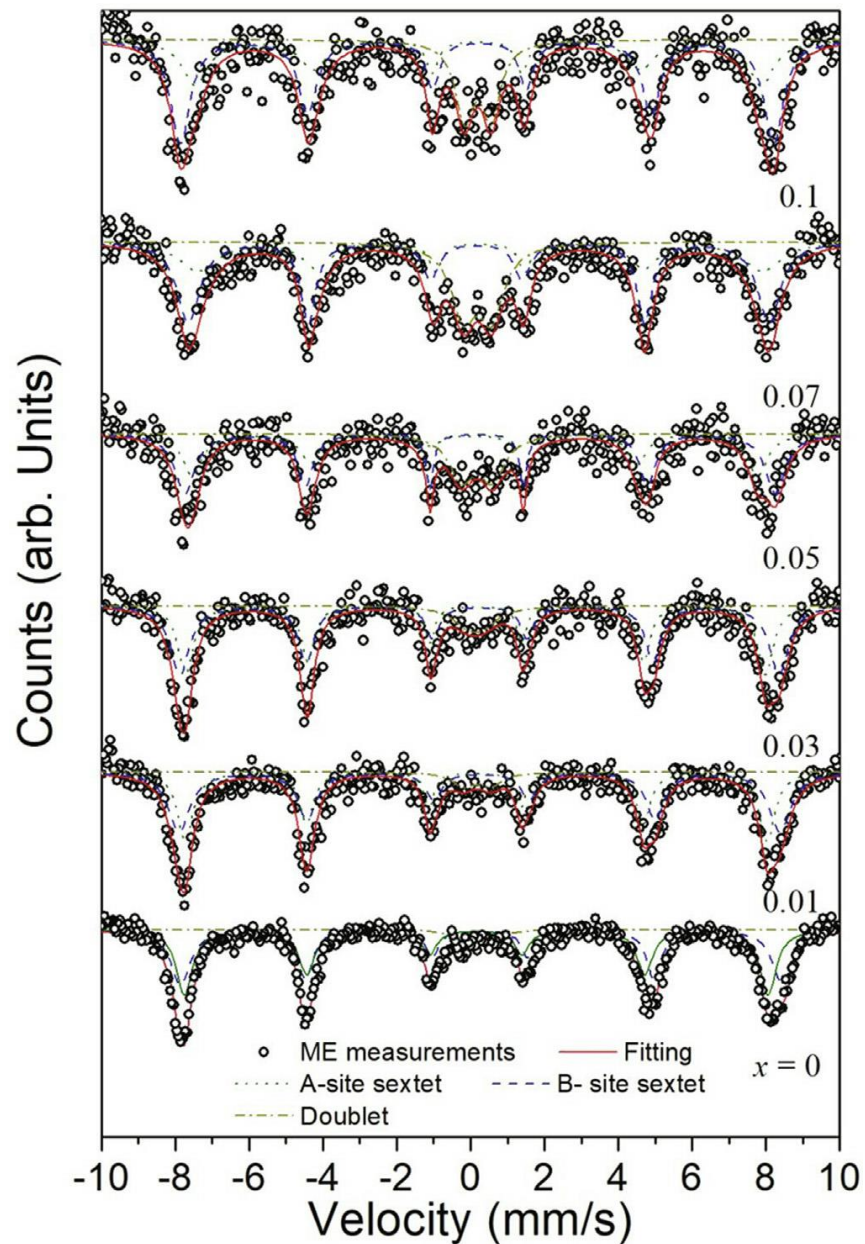 Counts (arb. Units)
0.1
0.07
0.05
0.03
0.01
ME measurements Fitting
x = 0
A-site sextet B- site sextet
Doublet
-10 -8 -6 -4 -2 0 2 4 6 8 10
Velocity (mm/s)